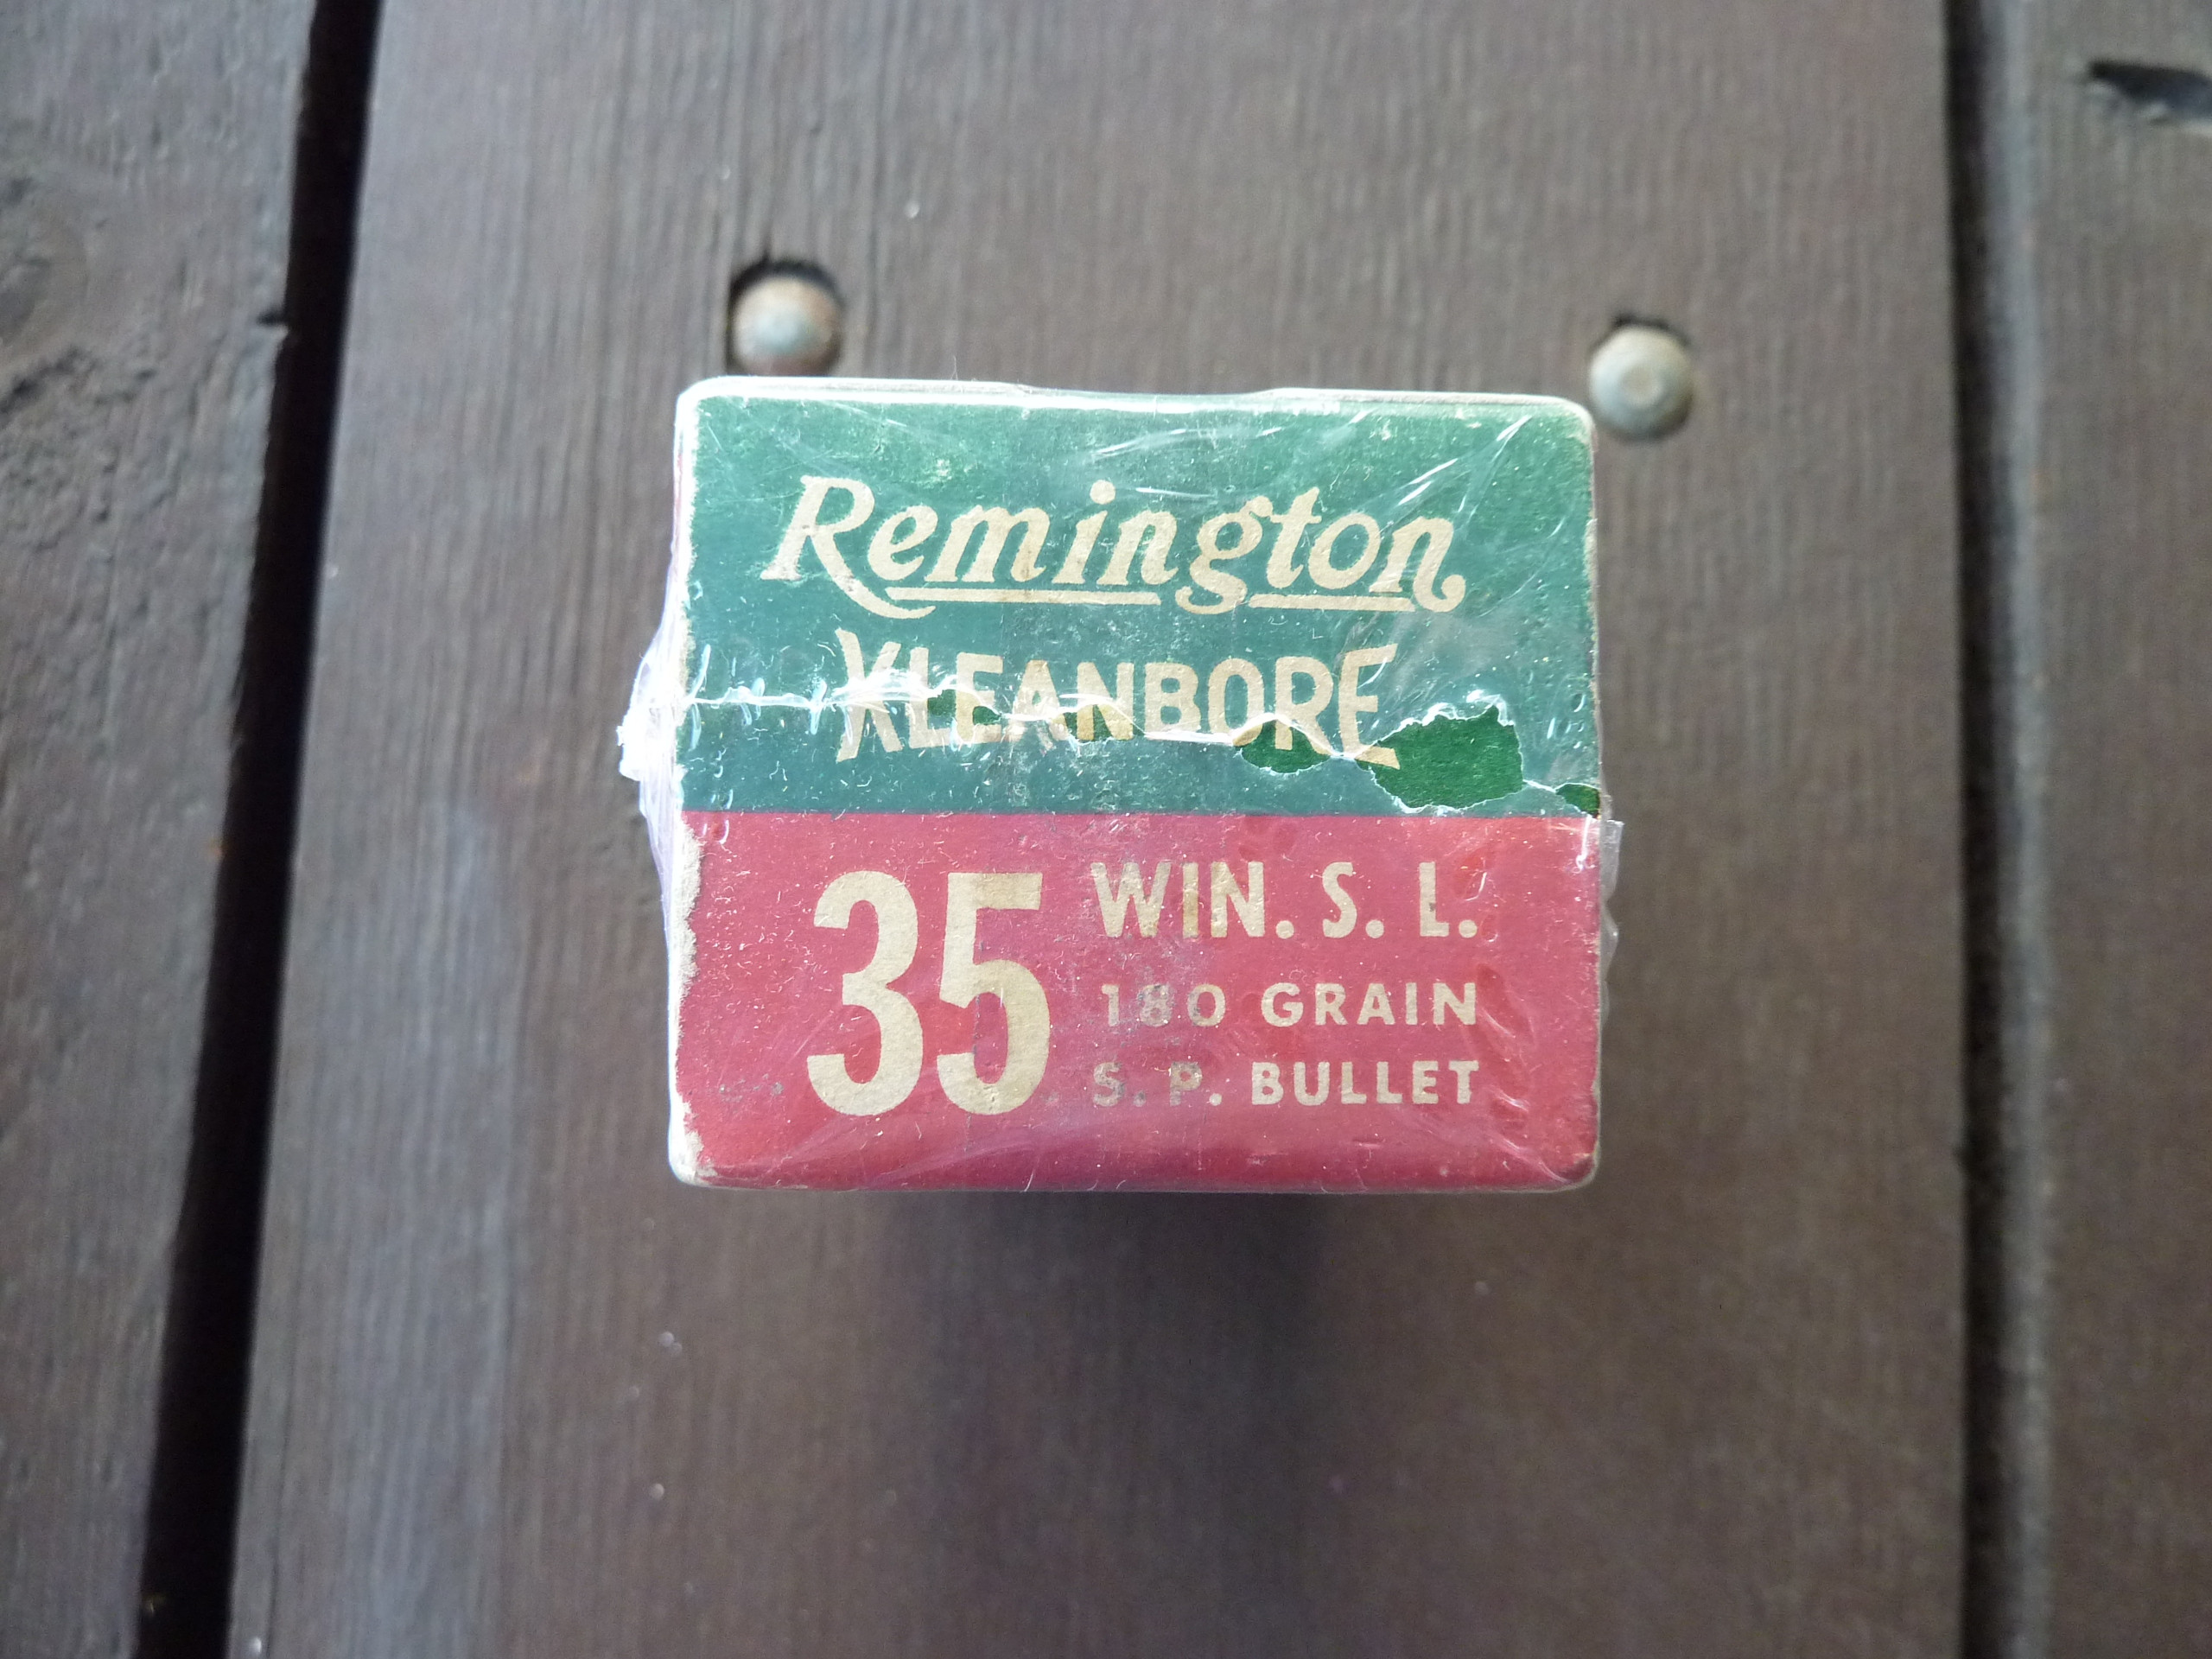 Remington
KLEANBORE
35
WIN. S. L.
180 GRAIN
S. P. BULLET